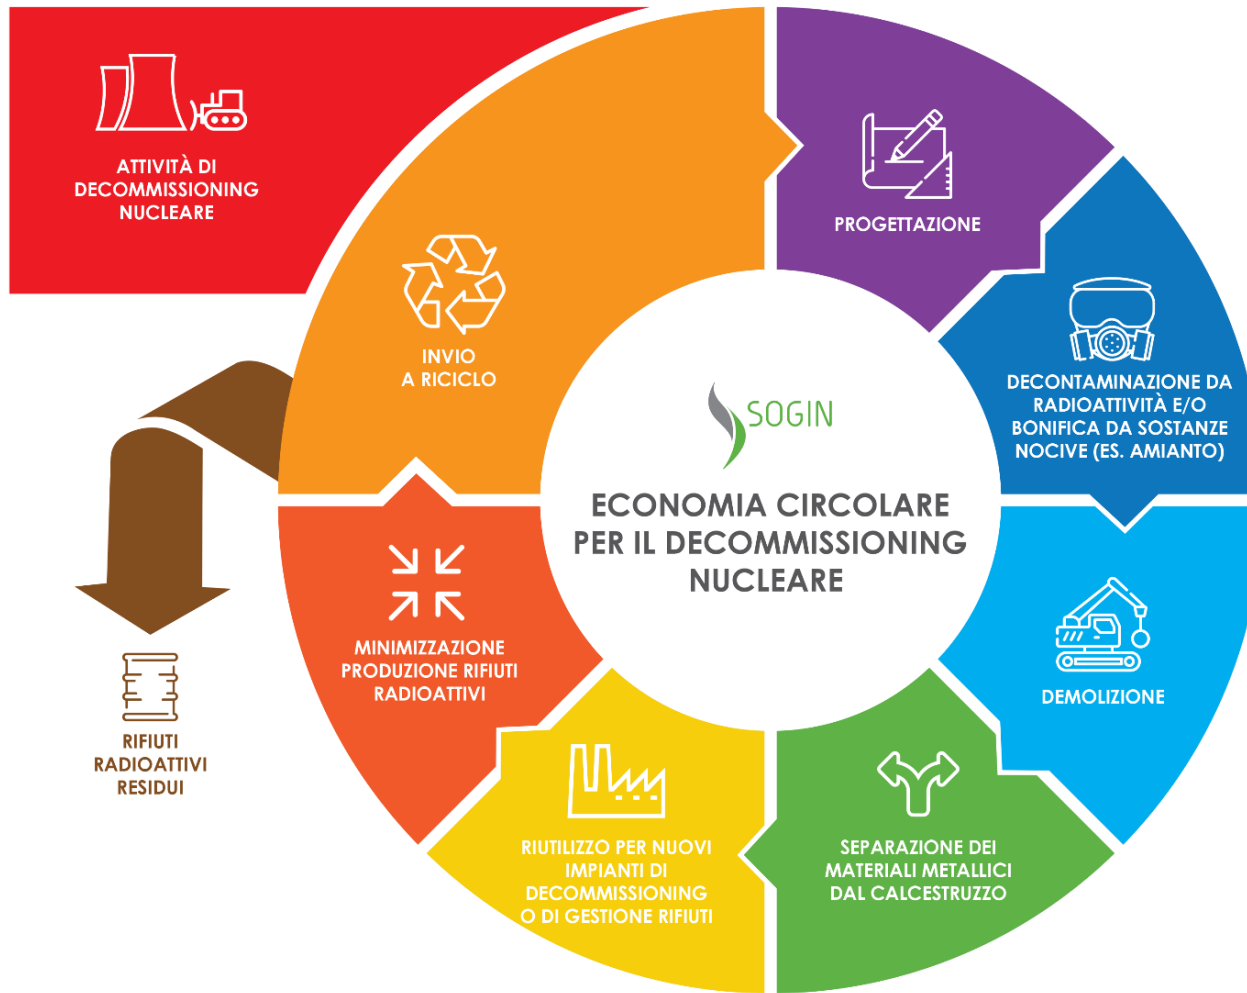 ATTIVITÀ DI
DECOMMISSIONING
NUCLEARE
PROGETTAZIONE
DECONTAMINAZIONE DA
RADIOATTIVITÀ E/O
BONIFICA DA SOSTANZE
NOCIVE (ES. AMIANTO)
DEMOLIZIONE
SEPARAZIONE DEI
MATERIALI METALLICI
DAL CALCESTRUZZO
RIUTILIZZO PER NUOVI
IMPIANTI DI
DECOMMISSIONING
O DI GESTIONE RIFIUTI
MINIMIZZAZIONE
PRODUZIONE RIFIUTI
RADIOATTIVI
INVIO
A RICICLO
RIFIUTI
RADIOATTIVI
RESIDUI
SOGIN
ECONOMIA CIRCOLARE
PER IL DECOMMISSIONING
NUCLEARE